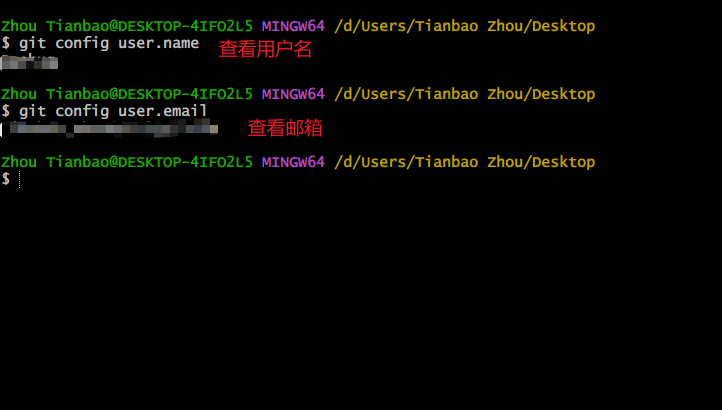 Zhou Tianbao@DESKTOP-4IFO2L5 MINGW64 /d/Users/Tianbao Zhou/Desktop
$ git config user.name 查看用户名
Zhou Tianbao@DESKTOP-4IFO2L5 MINGW64 /d/Users/Tianbao Zhou/Desktop
$ git config user.email
查看邮箱
Zhou Tianbao@DESKTOP-4IFO2L5 MINGW64 /d/Users/Tianbao Zhou/Desktop
$